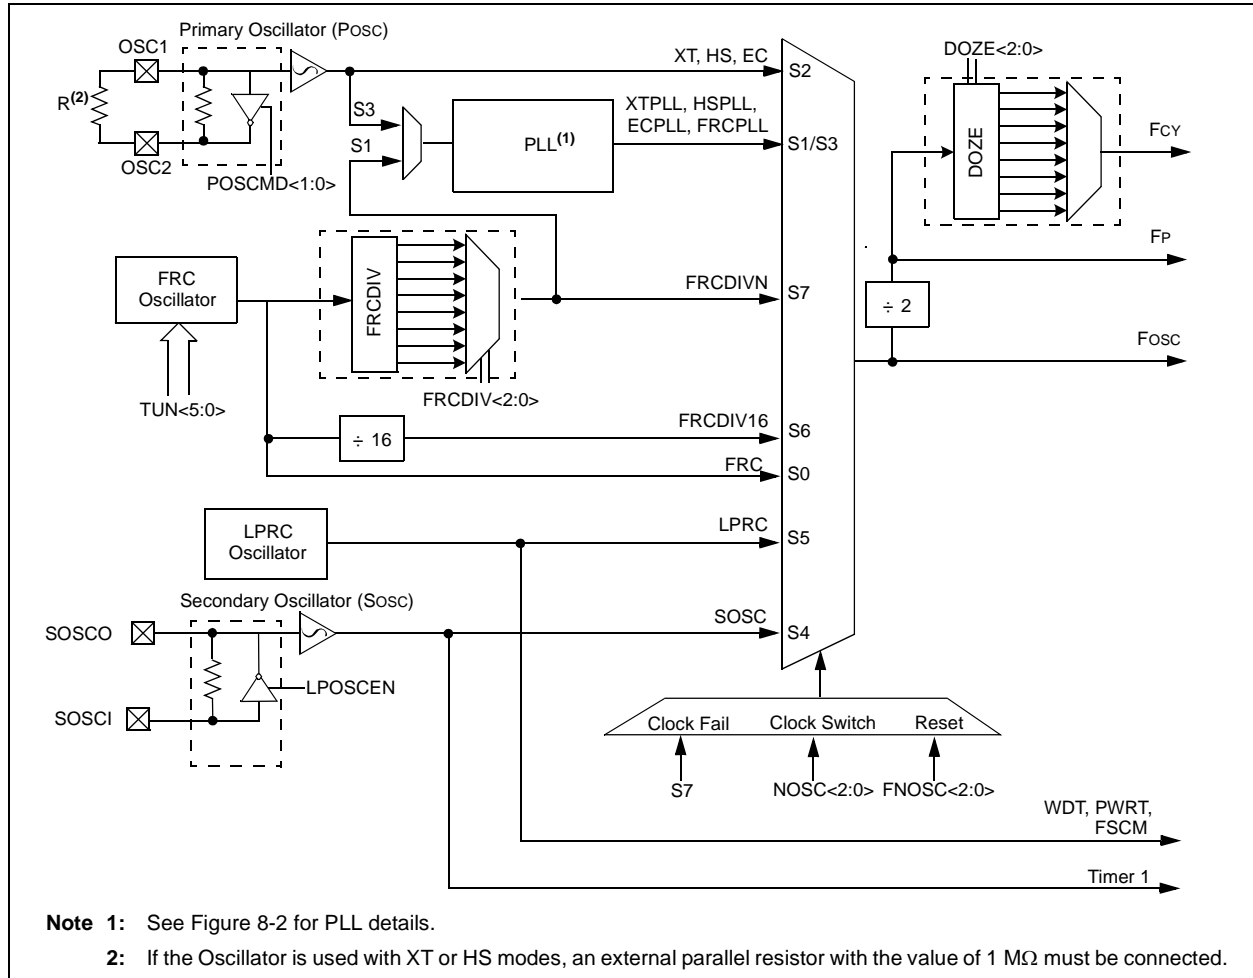 Primary Oscillator (POSC)
OSC1
R(2)
OSC2
POSCMD<1:0>
S3
S1
PLL(1)
XT, HS, EC
S2
XTPLL, HSPLL,
ECPLL, FRCPLL
S1/S3
DOZE<2:0>
DOZE
FCY
FP
÷ 2
FOSC
FRC
Oscillator
TUN<5:0>
FRCDIV
FRCDIV<2:0>
FRCDIVN
S7
÷ 16
FRCDIV16
S6
FRC
S0
LPRC
Oscillator
LPRC
S5
Secondary Oscillator (SOSC)
SOSCO
SOSCI
LPOSCEN
SOSC
S4
Clock Fail
Clock Switch
Reset
S7
NOSC<2:0>
FNOSC<2:0>
WDT, PWRT,
FSCM
Timer 1
Note 1: See Figure 8-2 for PLL details.
2: If the Oscillator is used with XT or HS modes, an external parallel resistor with the value of 1 MΩ must be connected.